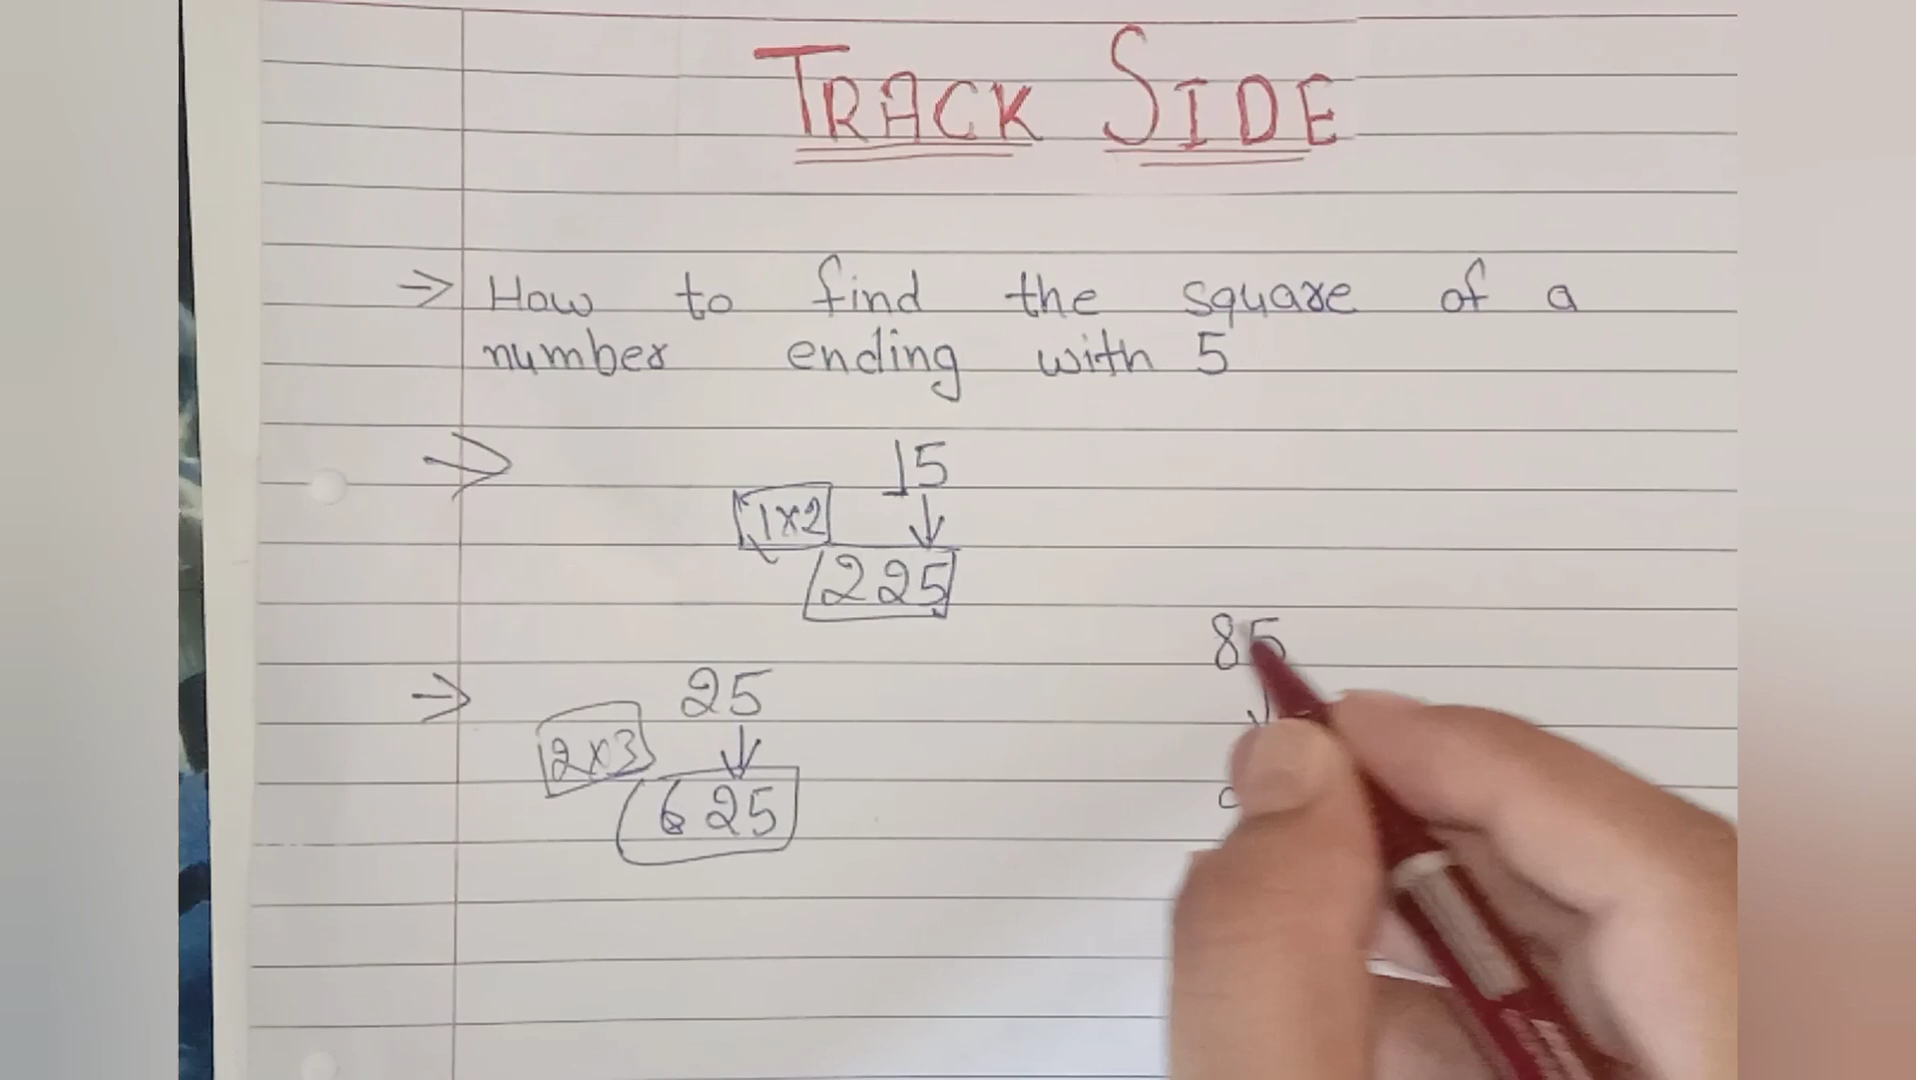 TRACK SIDE
=> How to find the square of a
number ending with 5
=> 15
1x2
225
85
=> 25
2x3
625